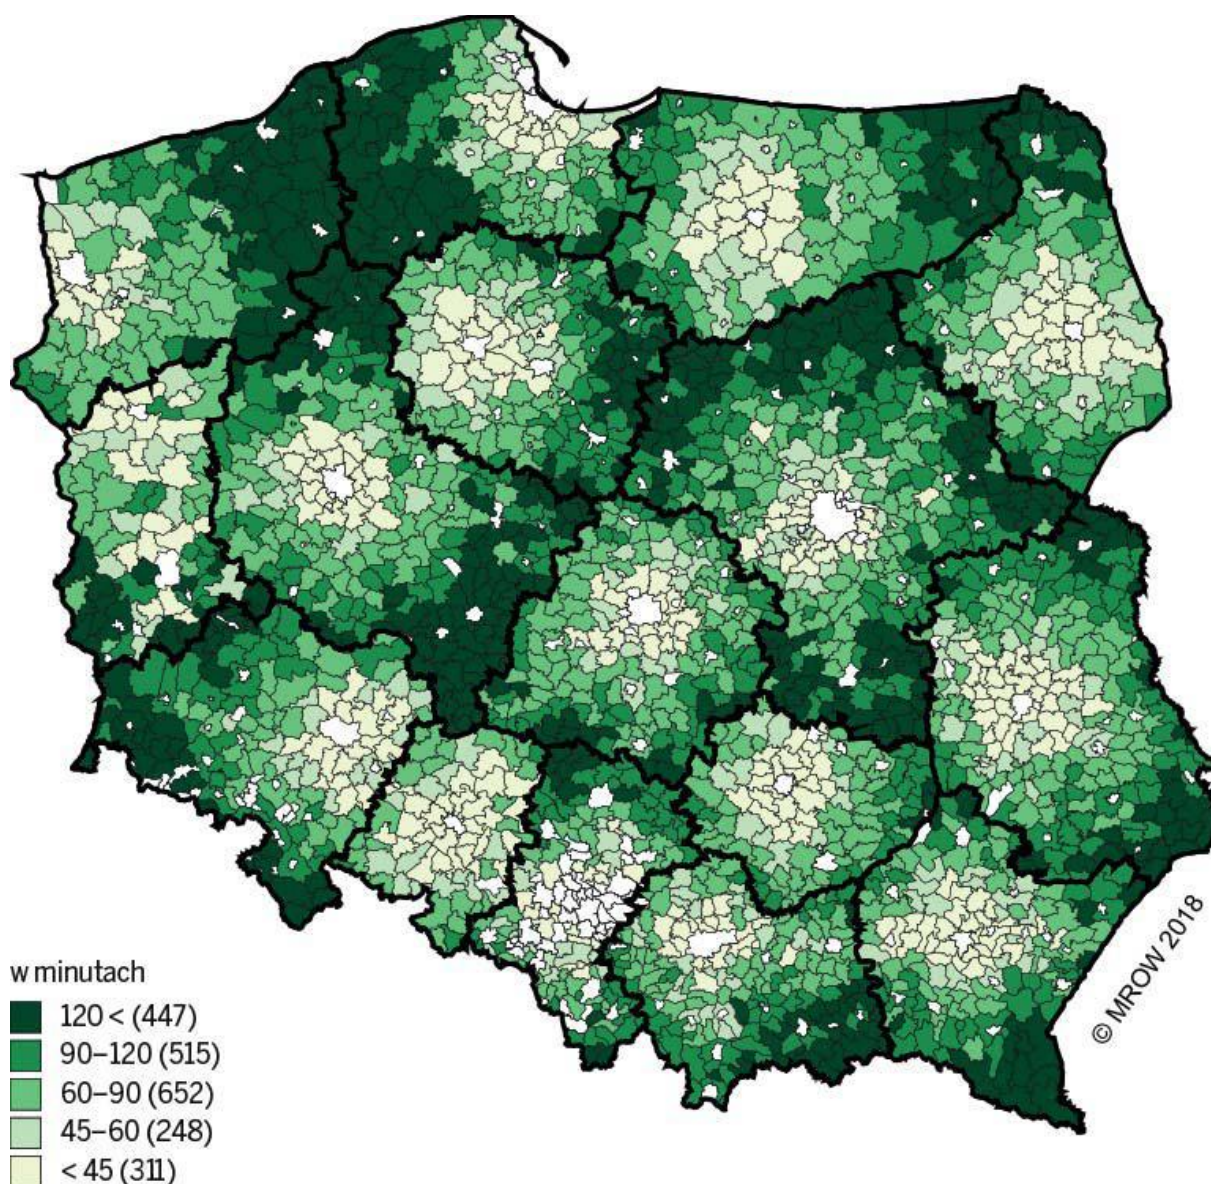 © MROW 2018
w minutach
120 < (447)
90–120 (515)
60–90 (652)
45–60 (248)
< 45 (311)